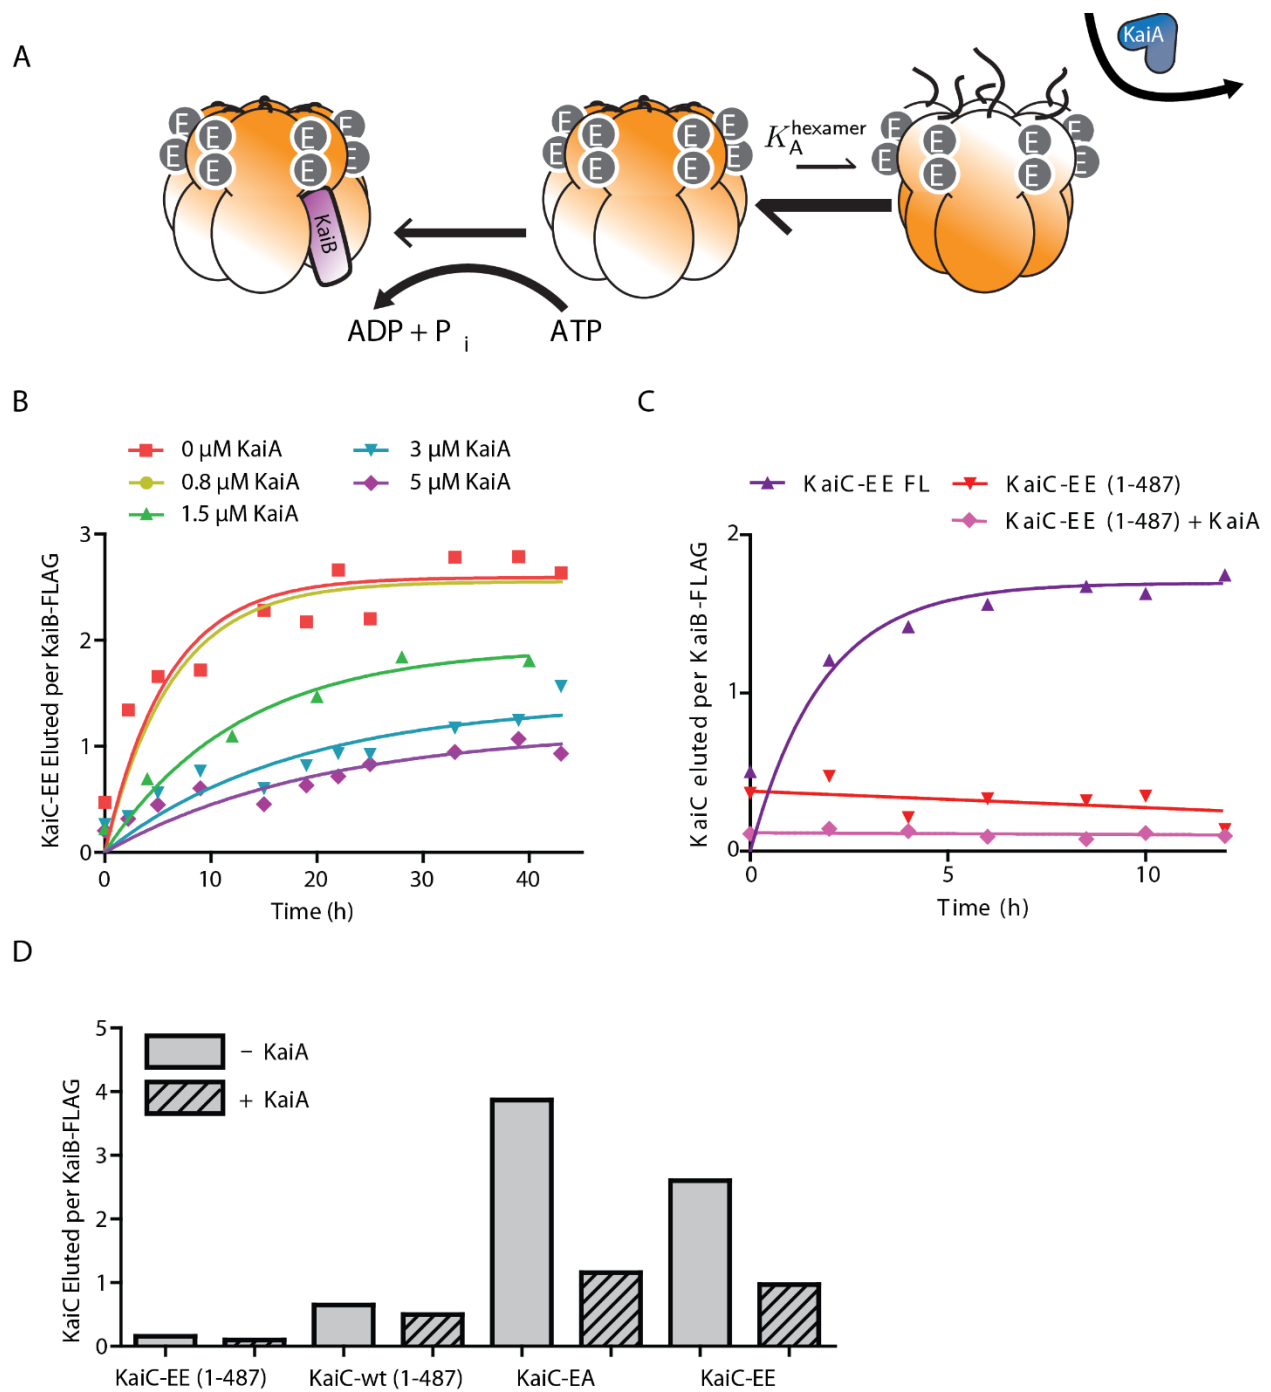 A
KaiA
E E E E E E
E E E E E E
E E E E E E
K_A^hexamer
KaiB
ADP + P i
ATP
B
0 µM KaiA
3 µM KaiA
0.8 µM KaiA
5 µM KaiA
1.5 µM KaiA
KaiC-EE Eluted per KaiB-FLAG
3
2
1
0
0 10 20 30 40
Time (h)
C
KaiC-EE FL
KaiC-EE (1-487)
KaiC-EE (1-487) + KaiA
KaiC eluted per KaiB-FLAG
2
1
0
0 5 10
Time (h)
D
− KaiA
+ KaiA
KaiC Eluted per KaiB-FLAG
5
4
3
2
1
0
KaiC-EE (1-487) KaiC-wt (1-487) KaiC-EA KaiC-EE